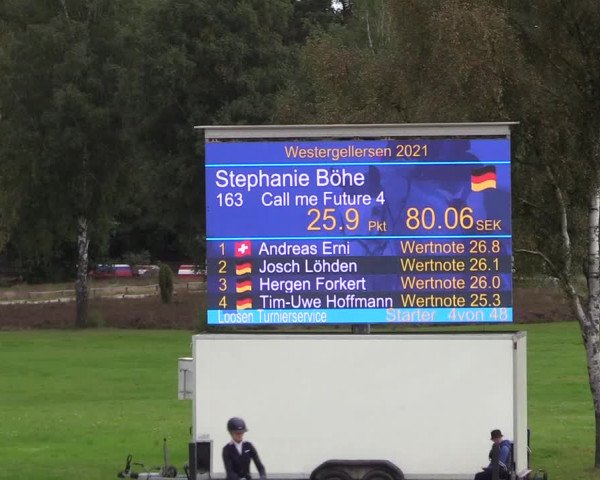 Westergellersen 2021
Stephanie Böhe
163 Call me Future 4
25.9 Pkt 80.06 SEK
1 Andreas Erni Wertnote 26.8
2 Josch Löhden Wertnote 26.1
3 Hergen Forkert Wertnote 26.0
4 Tim-Uwe Hoffmann Wertnote 25.3
Loosen Turnierservice Starter 4von 48